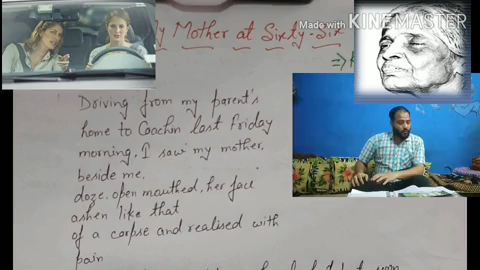 Made with KINEMASTER
My Mother at Sixty-Six
Driving from my parent's
home to Coachin last friday
morning, I saw my mother,
beside me,
doze, open mouthed, her face
ashen like that
of a corpse and realised with
pain